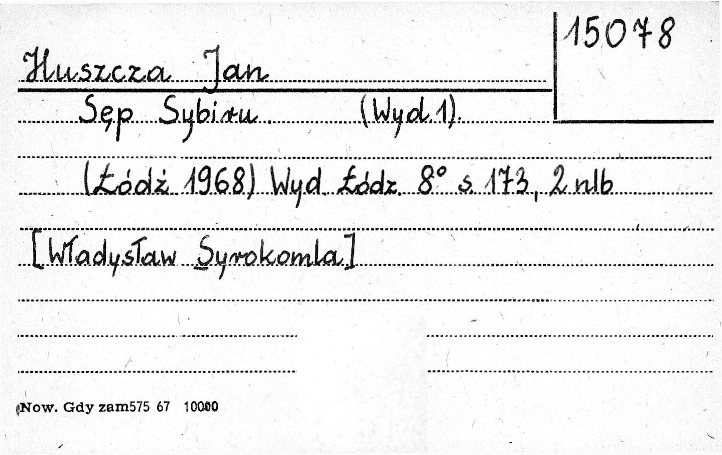 15078
Huszcza Jan
Sęp Sybiru. (Wyd.1).
(Łódź 1968) Wyd. Łódz. 8° s. 173, 2 nlb
[Władysław Syrokomla]
Now. Gdy zam575 67 10000